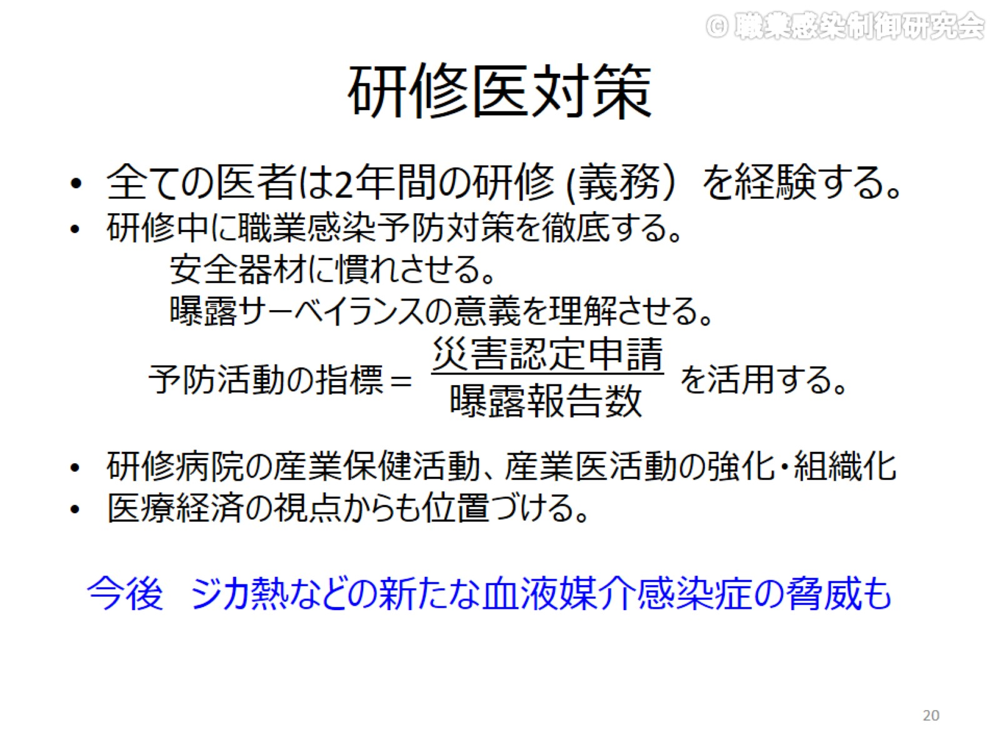 © 職業感染制御研究会
研修医対策
• 全ての医者は2年間の研修 (義務）を経験する。
• 研修中に職業感染予防対策を徹底する。
安全器材に慣れさせる。
曝露サーベイランスの意義を理解させる。
災害認定申請
予防活動の指標＝ を活用する。
曝露報告数
• 研修病院の産業保健活動、産業医活動の強化・組織化
• 医療経済の視点からも位置づける。
今後　ジカ熱などの新たな血液媒介感染症の脅威も
20